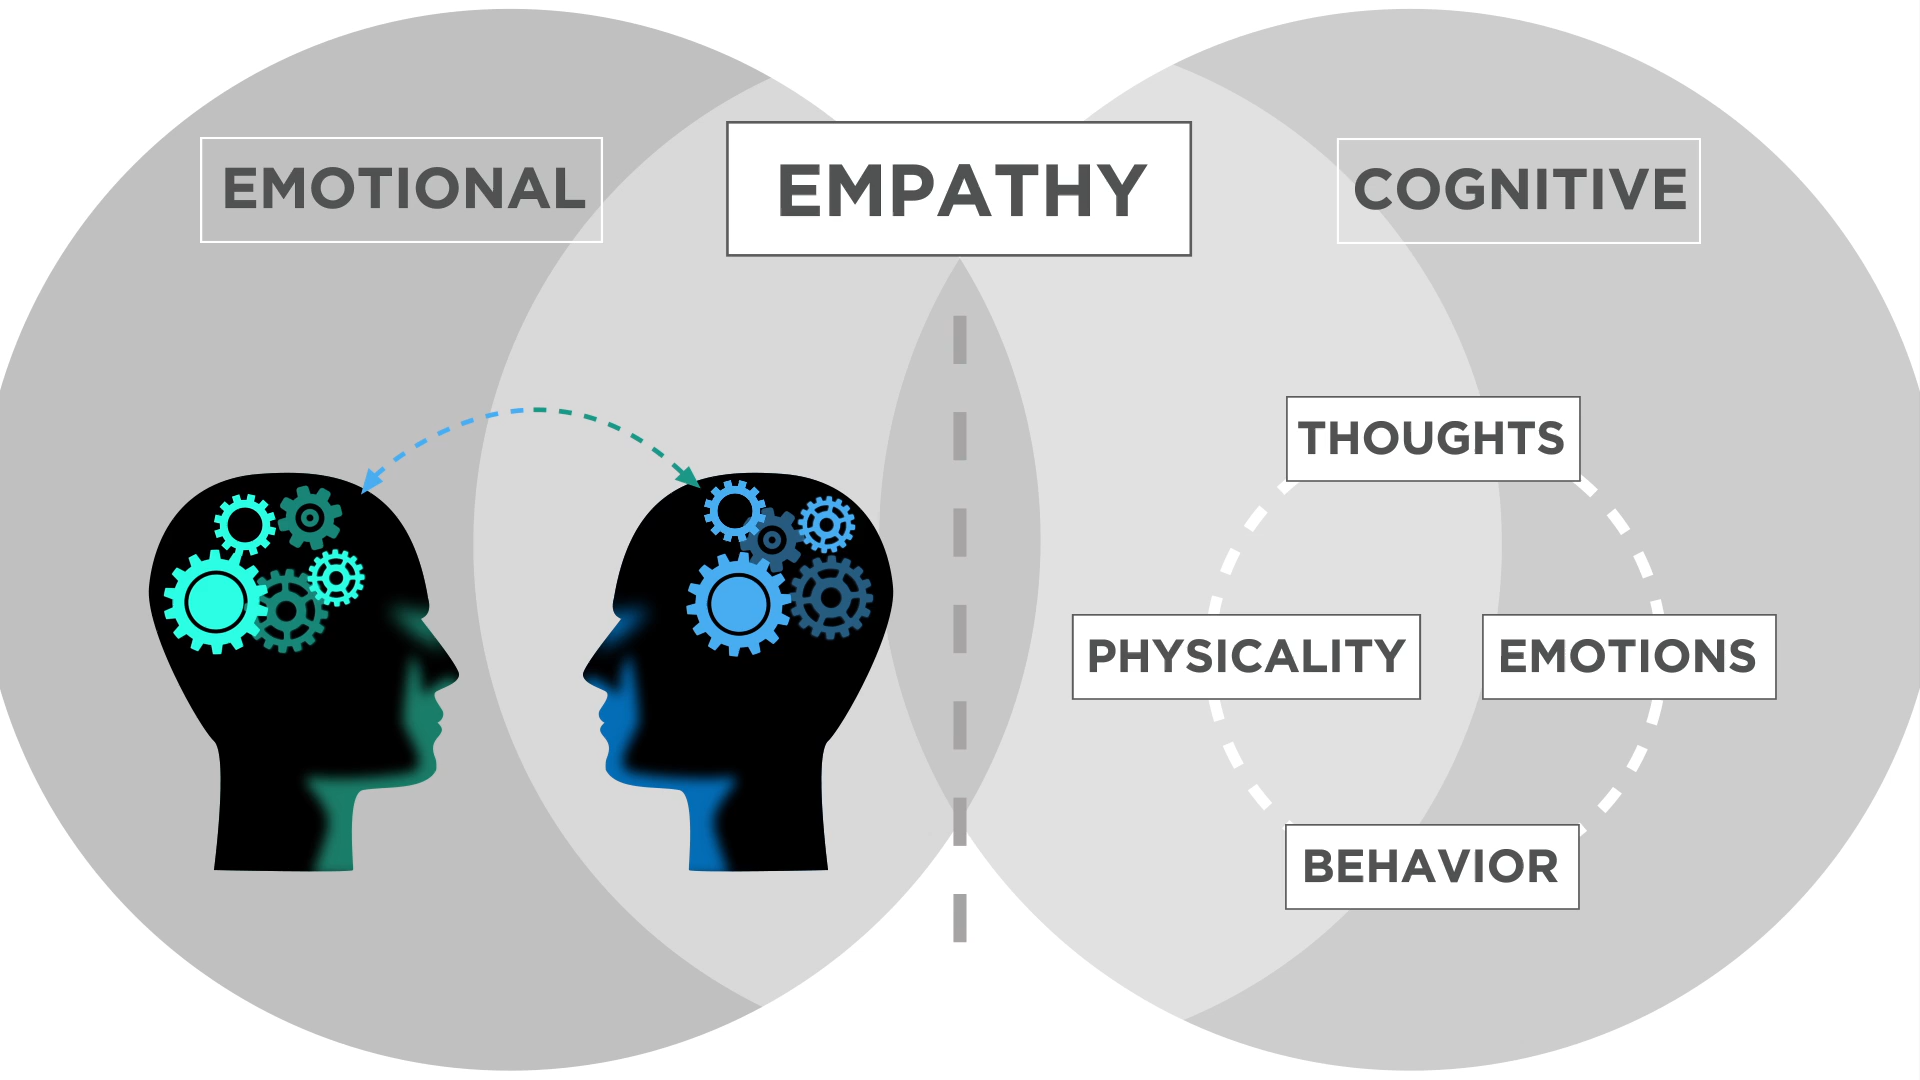 EMOTIONAL
EMPATHY
COGNITIVE
THOUGHTS
PHYSICALITY
EMOTIONS
BEHAVIOR